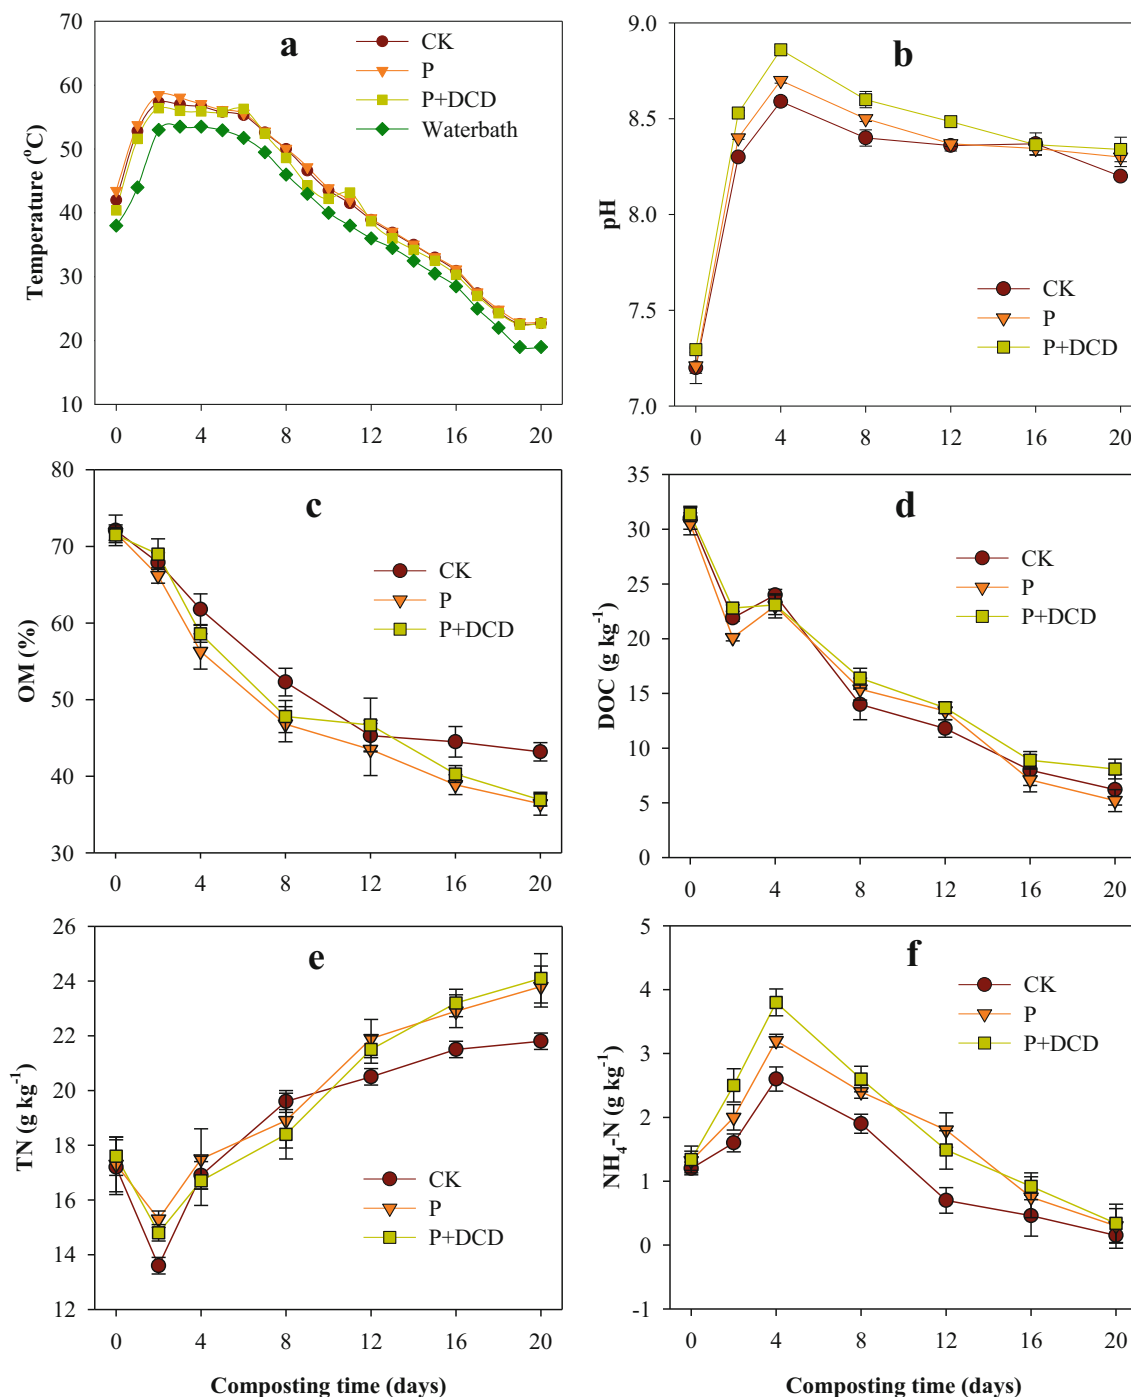 a
CK
P
P+DCD
Waterbath
Temperature (°C)
70
60
50
40
30
20
10
0 4 8 12 16 20
b
CK
P
P+DCD
pH
9.0
8.5
8.0
7.5
7.0
0 4 8 12 16 20
c
CK
P
P+DCD
OM (%)
80
70
60
50
40
30
0 4 8 12 16 20
d
CK
P
P+DCD
DOC (g kg⁻¹)
35
30
25
20
15
10
5
0
0 4 8 12 16 20
e
CK
P
P+DCD
TN (g kg⁻¹)
26
24
22
20
18
16
14
12
0 4 8 12 16 20
Composting time (days)
f
CK
P
P+DCD
NH₄-N (g kg⁻¹)
5
4
3
2
1
0
-1
0 4 8 12 16 20
Composting time (days)